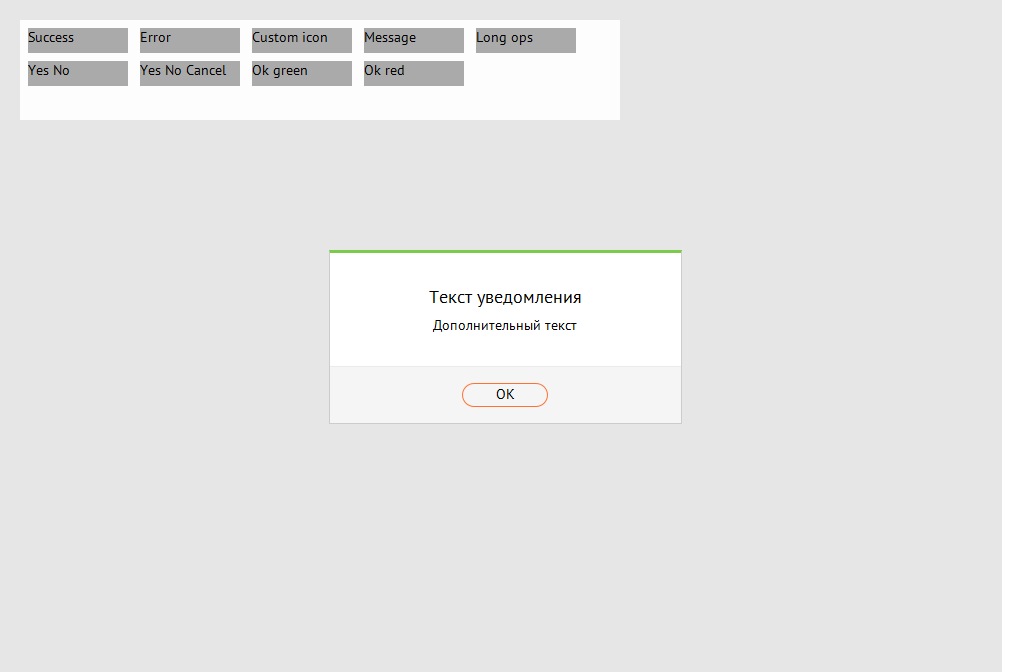 Success Error Custom icon Message Long ops
Yes No Yes No Cancel Ok green Ok red
Текст уведомления
Дополнительный текст
OK